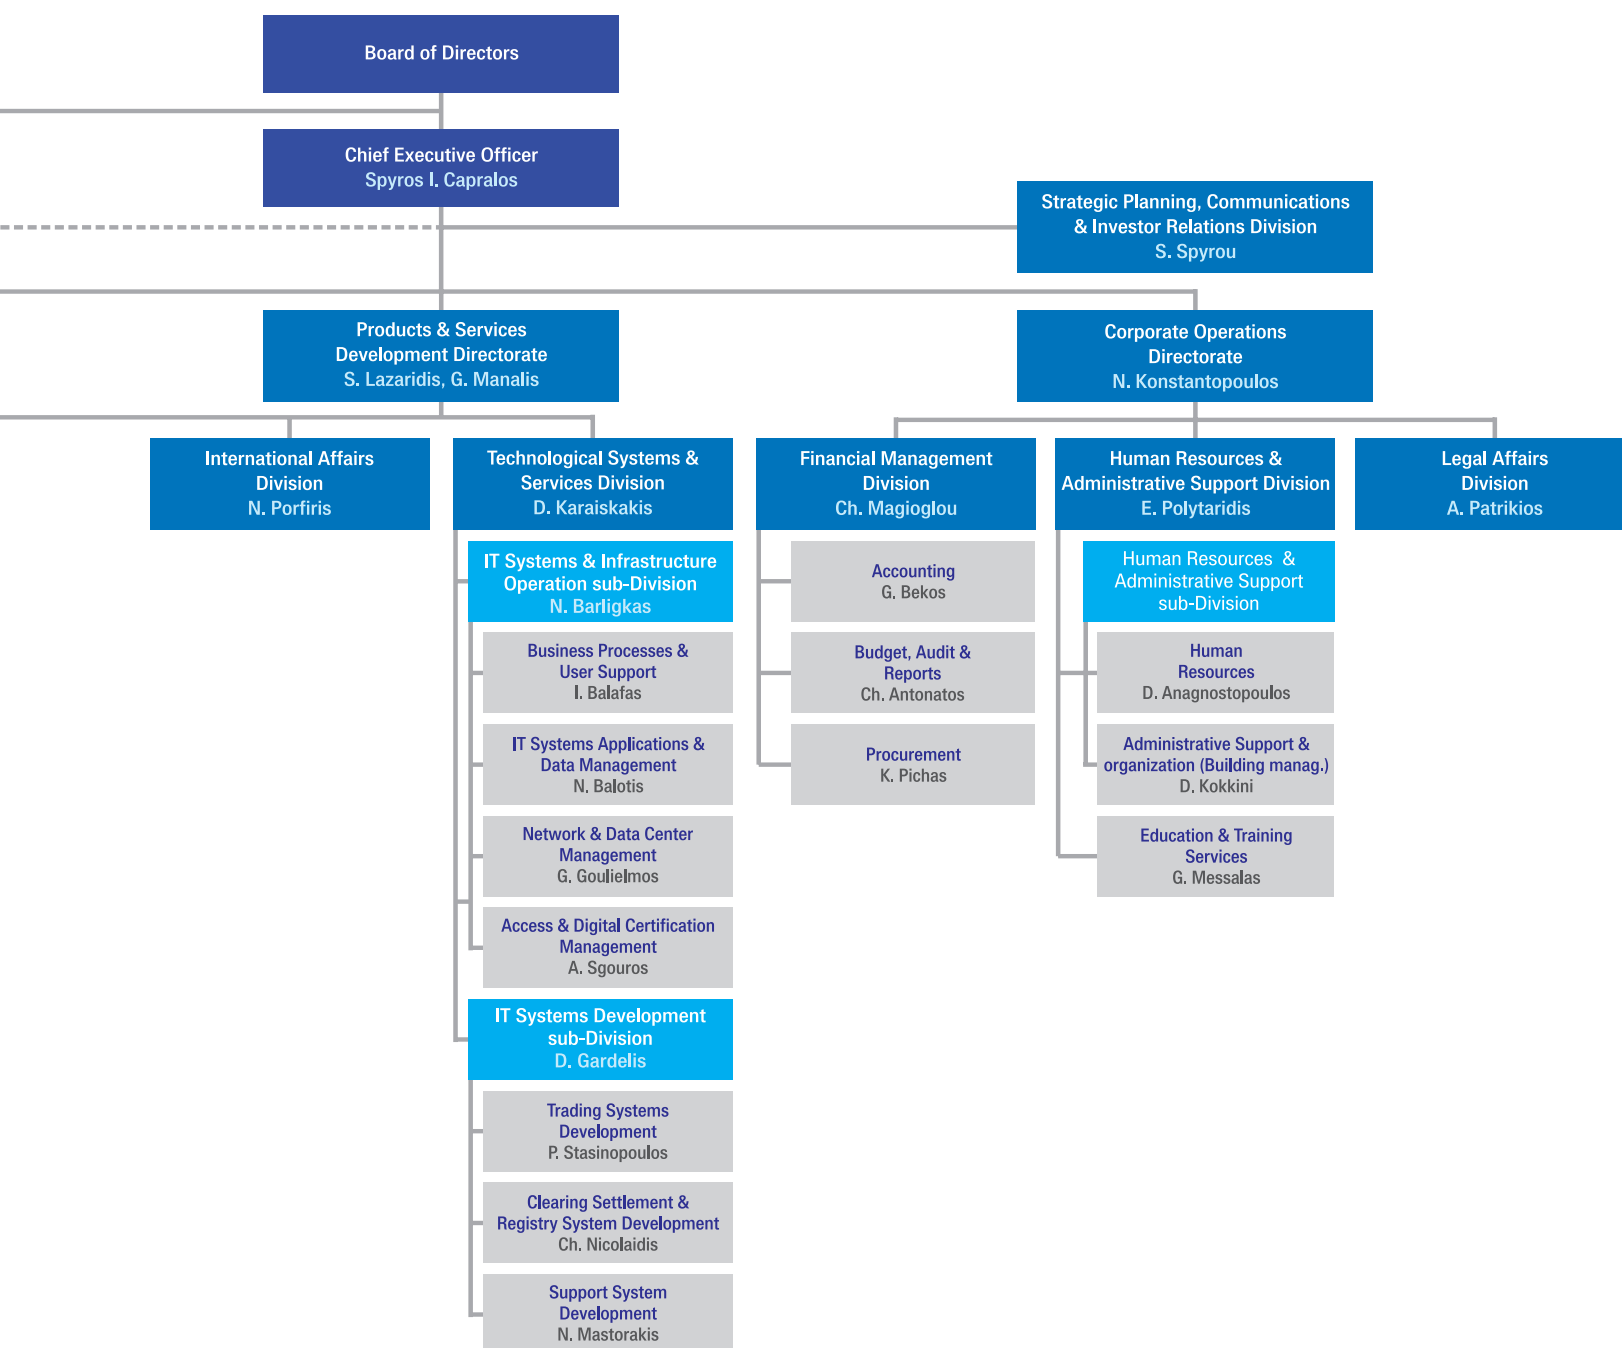 Board of Directors
Chief Executive Officer
Spyros I. Capralos
Strategic Planning, Communications
& Investor Relations Division
S. Spyrou
Products & Services
Development Directorate
S. Lazaridis, G. Manalis
Corporate Operations
Directorate
N. Konstantopoulos
International Affairs
Division
N. Porfiris
Technological Systems &
Services Division
D. Karaiskakis
IT Systems & Infrastructure
Operation sub-Division
N. Barligkas
Business Processes &
User Support
I. Balafas
IT Systems Applications &
Data Management
N. Balotis
Network & Data Center
Management
G. Goulielmos
Access & Digital Certification
Management
A. Sgouros
IT Systems Development
sub-Division
D. Gardelis
Trading Systems
Development
P. Stasinopoulos
Clearing Settlement &
Registry System Development
Ch. Nicolaidis
Support System
Development
N. Mastorakis
Financial Management
Division
Ch. Magioglou
Accounting
G. Bekos
Budget, Audit &
Reports
Ch. Antonatos
Procurement
K. Pichas
Human Resources &
Administrative Support Division
E. Polytaridis
Human Resources &
Administrative Support
sub-Division
Human
Resources
D. Anagnostopoulos
Administrative Support &
organization (Building manag.)
D. Kokkini
Education & Training
Services
G. Messalas
Legal Affairs
Division
A. Patrikios